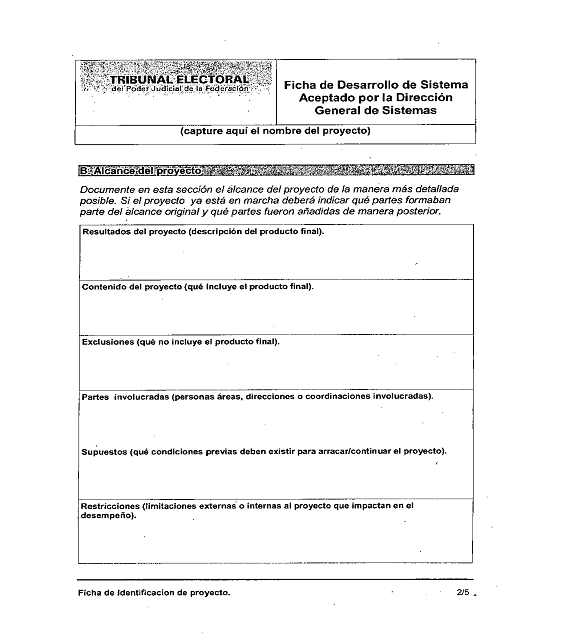 TRIBUNAL ELECTORAL
del Poder Judicial de la Federación
Ficha de Desarrollo de Sistema
Aceptado por la Dirección
General de Sistemas
(capture aquí el nombre del proyecto)
B. Alcance del proyecto
Documente en esta sección el alcance del proyecto de la manera más detallada
posible. Si el proyecto ya está en marcha deberá indicar qué partes formaban
parte del alcance original y qué partes fueron añadidas de manera posterior.
Resultados del proyecto (descripción del producto final).
Contenido del proyecto (qué incluye el producto final).
Exclusiones (qué no incluye el producto final).
Partes involucradas (personas áreas, direcciones o coordinaciones involucradas).
Supuestos (qué condiciones previas deben existir para arracar/continuar el proyecto).
Restricciones (limitaciones externas o internas al proyecto que impactan en el
desempeño).
Ficha de Identificacion de proyecto.
2/5